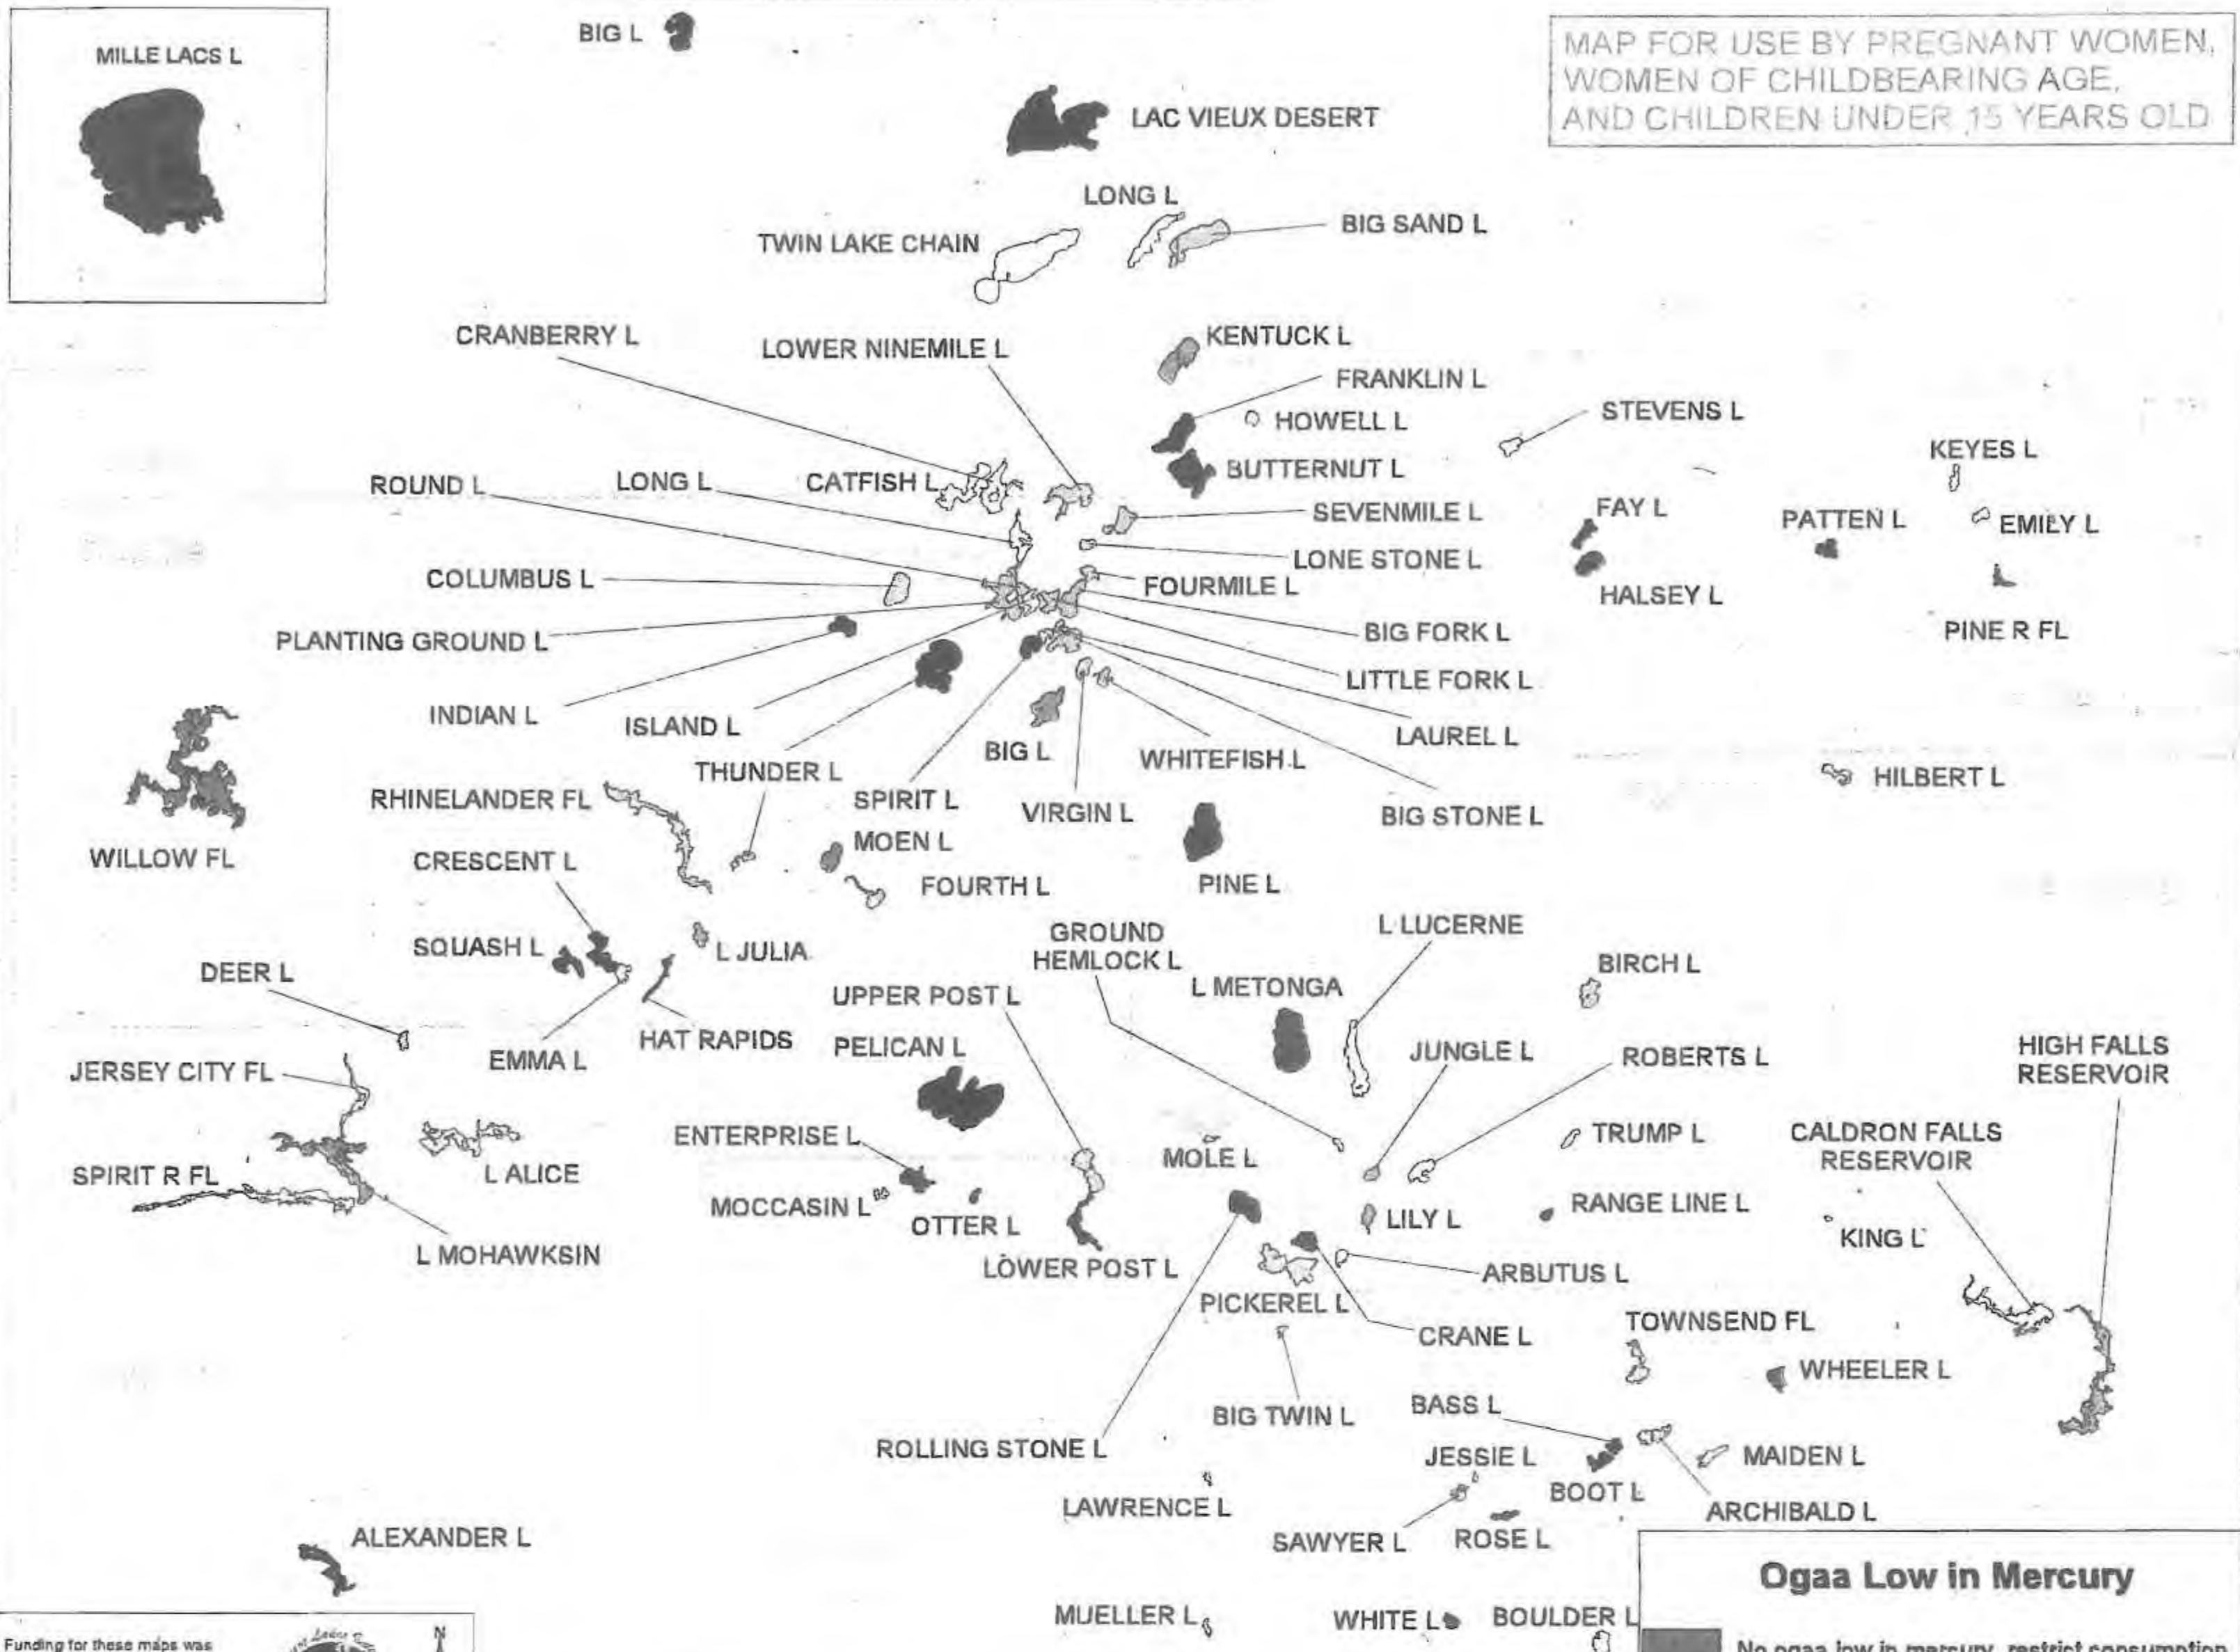 MILLE LACS L
BIG L
MAP FOR USE BY PREGNANT WOMEN,
WOMEN OF CHILDBEARING AGE,
AND CHILDREN UNDER 15 YEARS OLD
LAC VIEUX DESERT
LONG L
BIG SAND L
TWIN LAKE CHAIN
CRANBERRY L
LOWER NINEMILE L
KENTUCK L
FRANKLIN L
HOWELL L
STEVENS L
KEYES L
ROUND L
LONG L
CATFISH L
BUTTERNUT L
SEVENMILE L
FAY L
PATTEN L
EMILY L
LONE STONE L
COLUMBUS L
FOURMILE L
HALSEY L
PLANTING GROUND L
BIG FORK L
PINE R FL
LITTLE FORK L
INDIAN L
ISLAND L
LAUREL L
BIG L
WHITEFISH L
THUNDER L
HILBERT L
RHINELANDER FL
SPIRIT L
VIRGIN L
BIG STONE L
WILLOW FL
MOEN L
CRESCENT L
FOURTH L
PINE L
L LUCERNE
SQUASH L
L JULIA
GROUND
HEMLOCK L
BIRCH L
DEER L
UPPER POST L
L METONGA
HAT RAPIDS
EMMA L
PELICAN L
JUNGLE L
ROBERTS L
HIGH FALLS
RESERVOIR
JERSEY CITY FL
ENTERPRISE L
MOLE L
TRUMP L
CALDRON FALLS
RESERVOIR
SPIRIT R FL
L ALICE
MOCCASIN L
OTTER L
LILY L
RANGE LINE L
KING L
L MOHAWKSIN
LOWER POST L
ARBUTUS L
PICKEREL L
CRANE L
TOWNSEND FL
WHEELER L
BIG TWIN L
BASS L
ROLLING STONE L
JESSIE L
MAIDEN L
BOOT L
LAWRENCE L
ARCHIBALD L
SAWYER L
ROSE L
ALEXANDER L
Ogaa Low in Mercury
MUELLER L
WHITE L
BOULDER L
Funding for these maps was
N
No ogaa low in mercury, restrict consumption